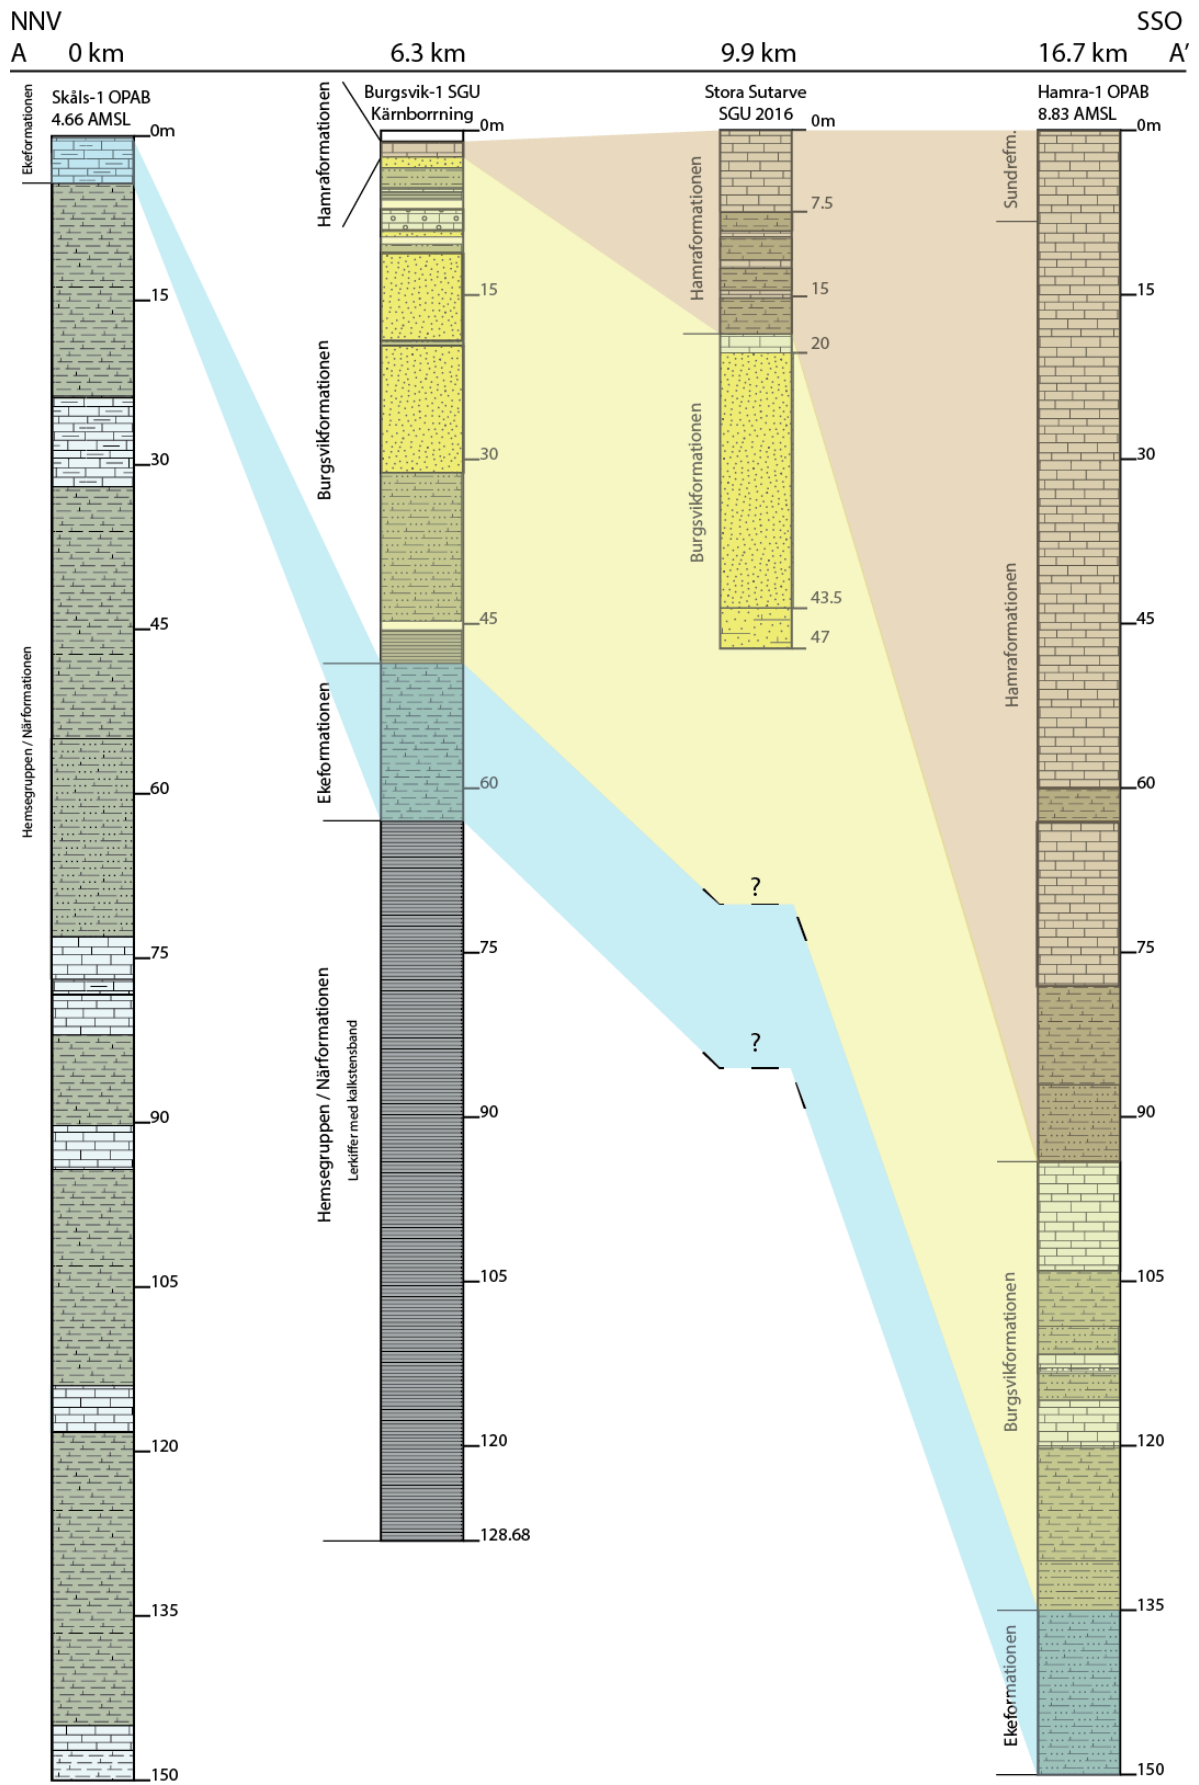 NNV
SSO
A
0 km
6.3 km
9.9 km
16.7 km
A'
Skåls-1 OPAB
4.66 AMSL
Burgsvik-1 SGU
Kärnborrning
Stora Sutarve
SGU 2016
Hamra-1 OPAB
8.83 AMSL
Ekeformationen
Hemsegruppen / Närformationen
0m
15
30
45
60
75
90
105
120
135
150
Hamraformationen
Burgsvikformationen
Ekeformationen
Hemsegruppen / Närformationen
Lerkiffer med kalkstensband
0m
15
30
45
60
75
90
105
120
128.68
Hamraformationen
Burgsvikformationen
0m
7.5
15
20
43.5
47
?
?
Sundrefm.
Hamraformationen
Burgsvikformationen
Ekeformationen
0m
15
30
45
60
75
90
105
120
135
150